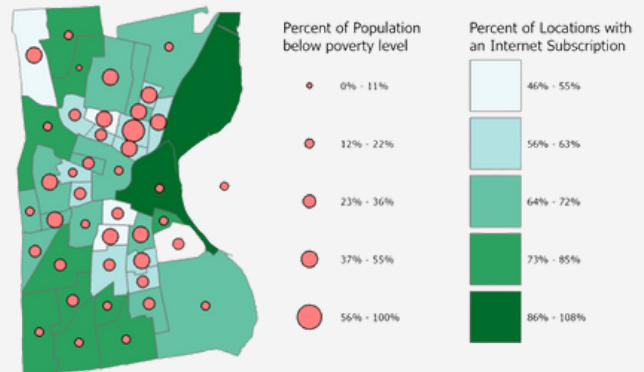 Percent of Population
below poverty level
0% - 11%
12% - 22%
23% - 36%
37% - 55%
56% - 100%
Percent of Locations with
an Internet Subscription
46% - 55%
56% - 63%
64% - 72%
73% - 85%
86% - 108%